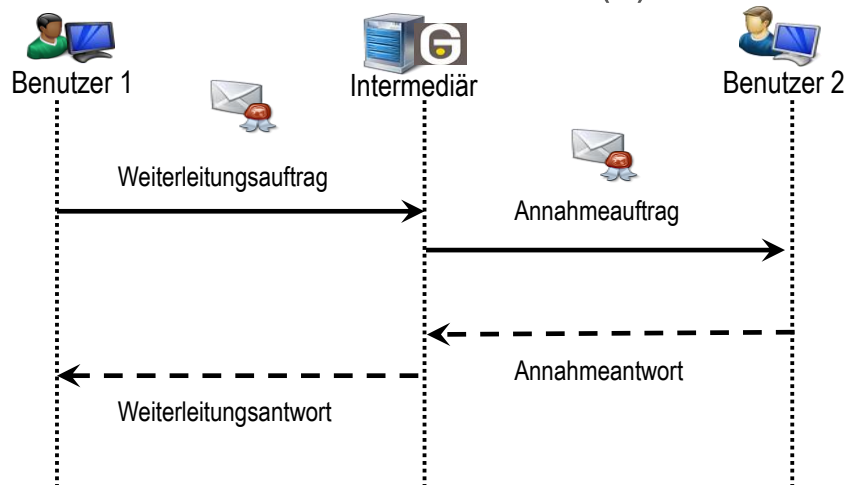 Benutzer 1
Intermediär
Benutzer 2
Weiterleitungsauftrag
Annahmeauftrag
Annahmeantwort
Weiterleitungsantwort